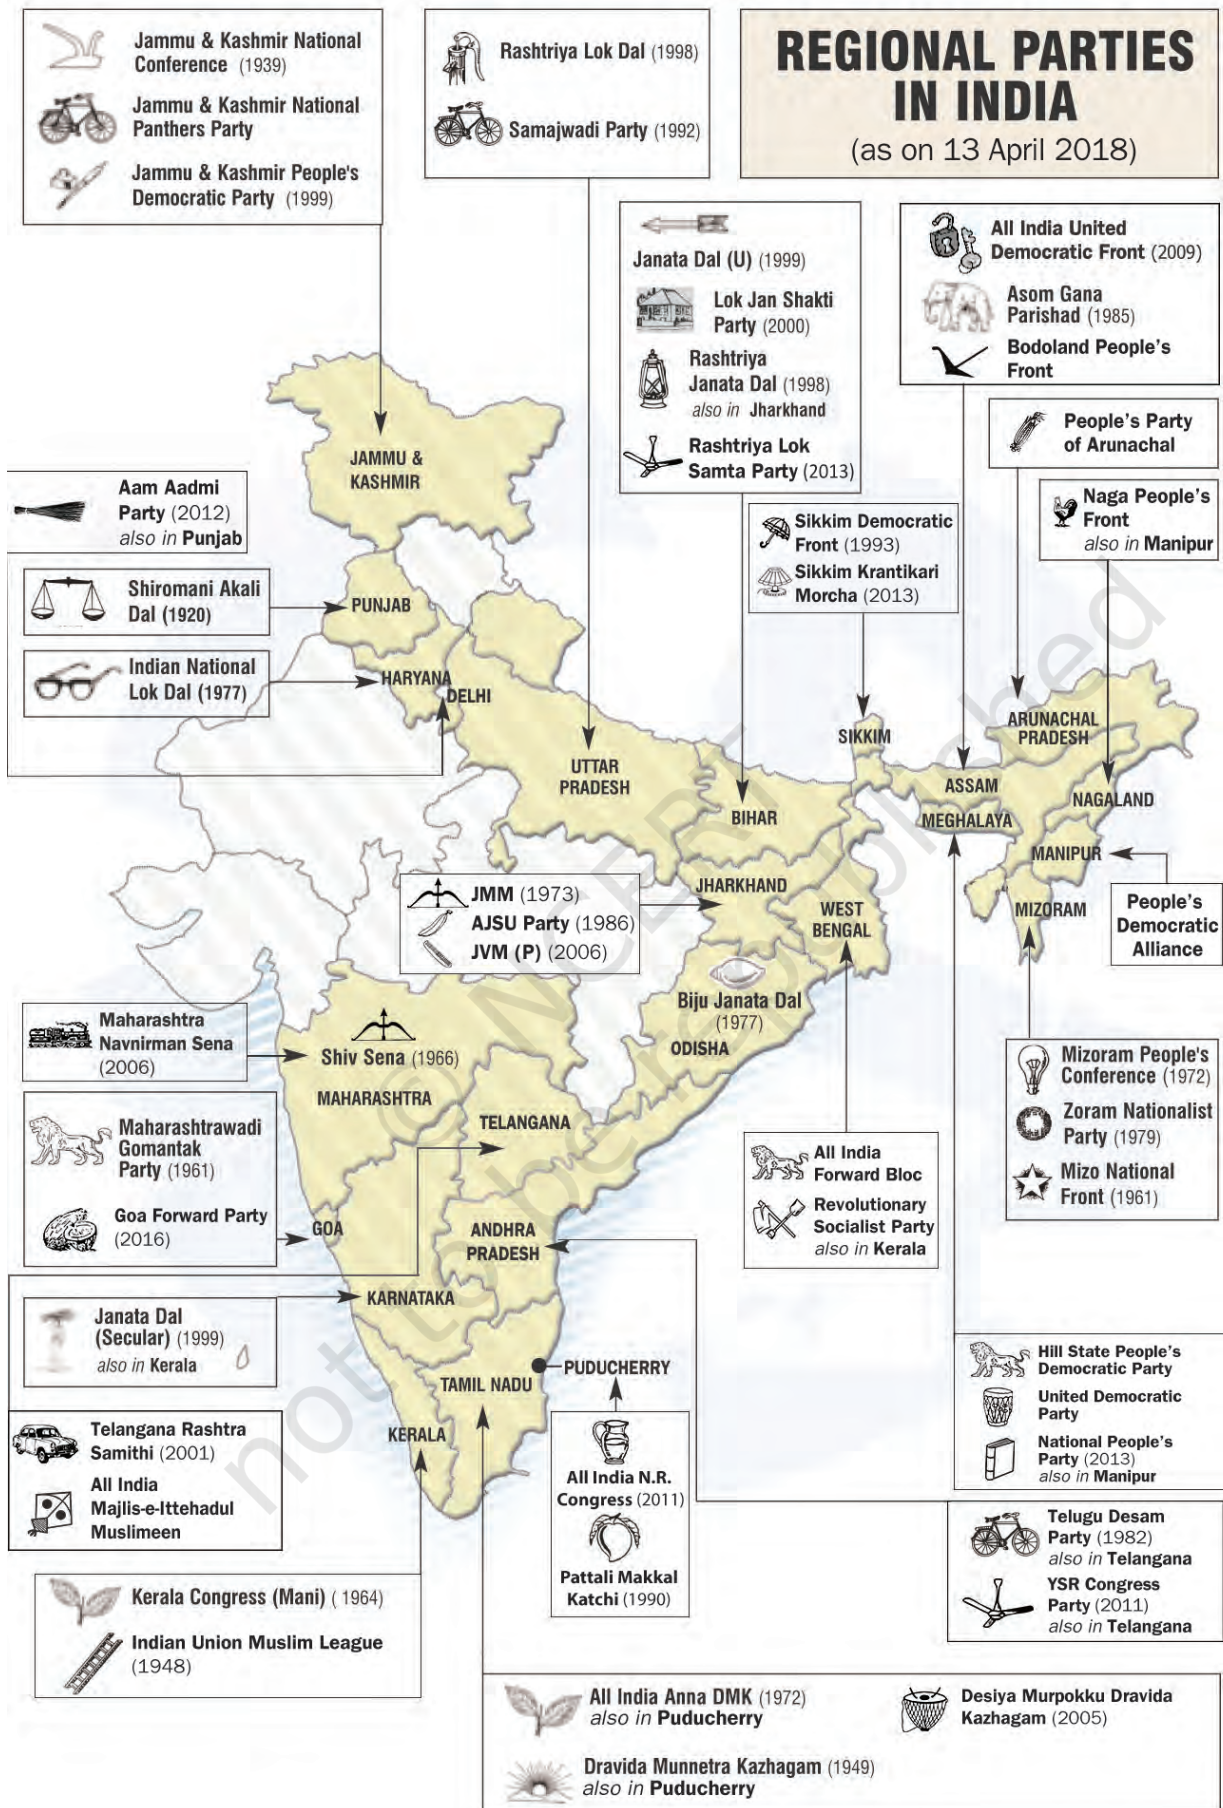 REGIONAL PARTIES
IN INDIA
(as on 13 April 2018)
Jammu & Kashmir National
Conference (1939)
Jammu & Kashmir National
Panthers Party
Jammu & Kashmir People's
Democratic Party (1999)
Rashtriya Lok Dal (1998)
Samajwadi Party (1992)
Janata Dal (U) (1999)
Lok Jan Shakti
Party (2000)
Rashtriya
Janata Dal (1998)
also in Jharkhand
Rashtriya Lok
Samta Party (2013)
All India United
Democratic Front (2009)
Asom Gana
Parishad (1985)
Bodoland People's
Front
People's Party
of Arunachal
Naga People's
Front
also in Manipur
Sikkim Democratic
Front (1993)
Sikkim Krantikari
Morcha (2013)
Aam Aadmi
Party (2012)
also in Punjab
Shiromani Akali
Dal (1920)
Indian National
Lok Dal (1977)
JAMMU &
KASHMIR
PUNJAB
HARYANA
DELHI
UTTAR
PRADESH
BIHAR
SIKKIM
ARUNACHAL
PRADESH
ASSAM
NAGALAND
MEGHALAYA
MANIPUR
MIZORAM
JHARKHAND
WEST
BENGAL
People's
Democratic
Alliance
JMM (1973)
AJSU Party (1986)
JVM (P) (2006)
Biju Janata Dal
(1977)
ODISHA
Maharashtra
Navnirman Sena
(2006)
Shiv Sena (1966)
MAHARASHTRA
TELANGANA
Maharashtrawadi
Gomantak
Party (1961)
Goa Forward Party
(2016)
GOA
ANDHRA
PRADESH
KARNATAKA
Janata Dal
(Secular) (1999)
also in Kerala
All India
Forward Bloc
Revolutionary
Socialist Party
also in Kerala
Mizoram People's
Conference (1972)
Zoram Nationalist
Party (1979)
Mizo National
Front (1961)
Hill State People's
Democratic Party
United Democratic
Party
National People's
Party (2013)
also in Manipur
PUDUCHERRY
TAMIL NADU
KERALA
Telangana Rashtra
Samithi (2001)
All India
Majlis-e-Ittehadul
Muslimeen
All India N.R.
Congress (2011)
Pattali Makkal
Katchi (1990)
Telugu Desam
Party (1982)
also in Telangana
YSR Congress
Party (2011)
also in Telangana
Kerala Congress (Mani) ( 1964)
Indian Union Muslim League
(1948)
All India Anna DMK (1972)
also in Puducherry
Desiya Murpokku Dravida
Kazhagam (2005)
Dravida Munnetra Kazhagam (1949)
also in Puducherry
© NCERT
not to be republished